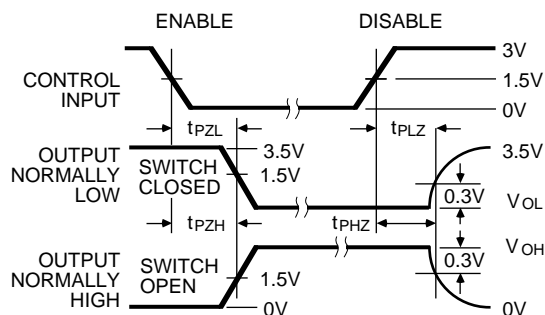 ENABLE DISABLE
3V
CONTROL INPUT 1.5V
0V
tPZL tPLZ
OUTPUT NORMALLY LOW SWITCH CLOSED 3.5V 1.5V 3.5V
0.3V VOL
tPZH tPHZ
OUTPUT NORMALLY HIGH SWITCH OPEN 0.3V VOH
1.5V
0V 0V